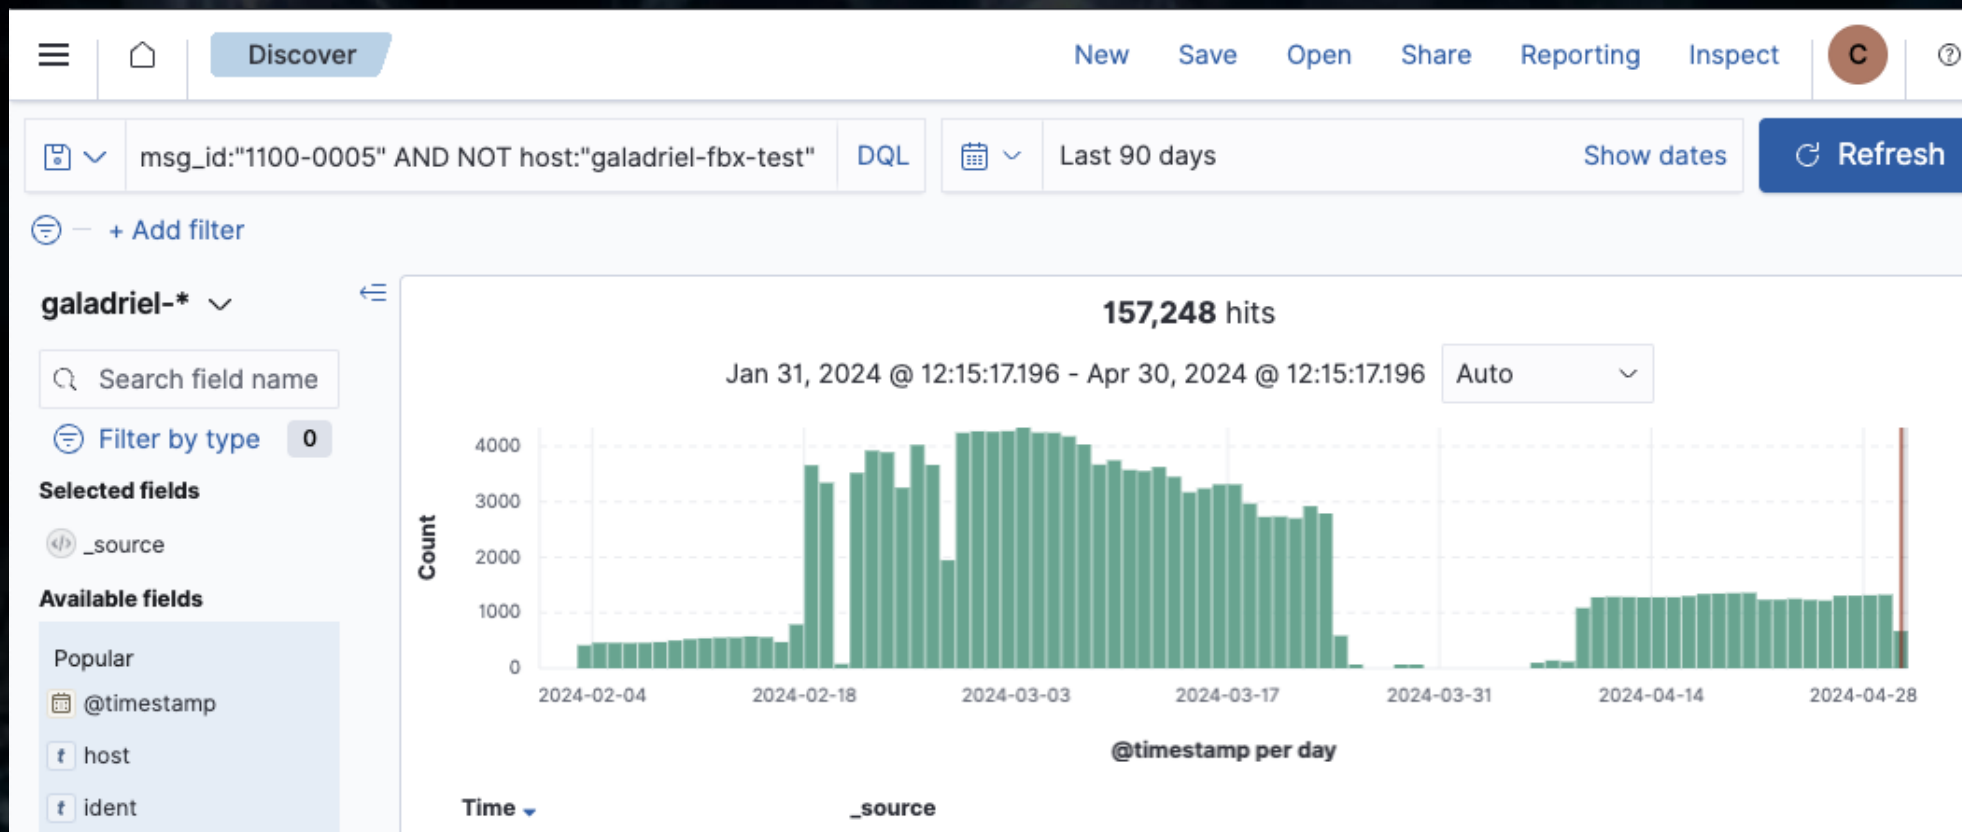 Discover New Save Open Share Reporting Inspect C
msg_id:"1100-0005" AND NOT host:"galadriel-fbx-test" DQL Last 90 days Show dates Refresh
+ Add filter
galadriel-*
157,248 hits
Search field name
Jan 31, 2024 @ 12:15:17.196 - Apr 30, 2024 @ 12:15:17.196 Auto
Filter by type 0
Selected fields
_source
Available fields
Popular
@timestamp
host
ident
Count
4000
3000
2000
1000
0
2024-02-04 2024-02-18 2024-03-03 2024-03-17 2024-03-31 2024-04-14 2024-04-28
@timestamp per day
Time _source